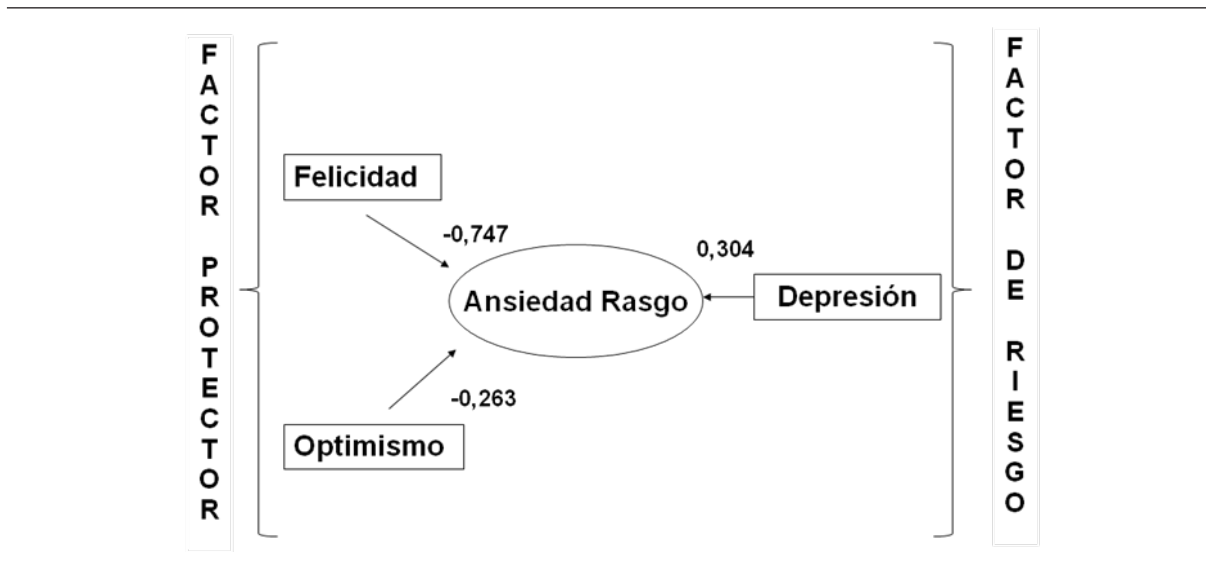 FACTOR PROTECTOR
Felicidad
-0,747
Ansiedad Rasgo
0,304
Depresión
-0,263
Optimismo
FACTOR DE RIESGO